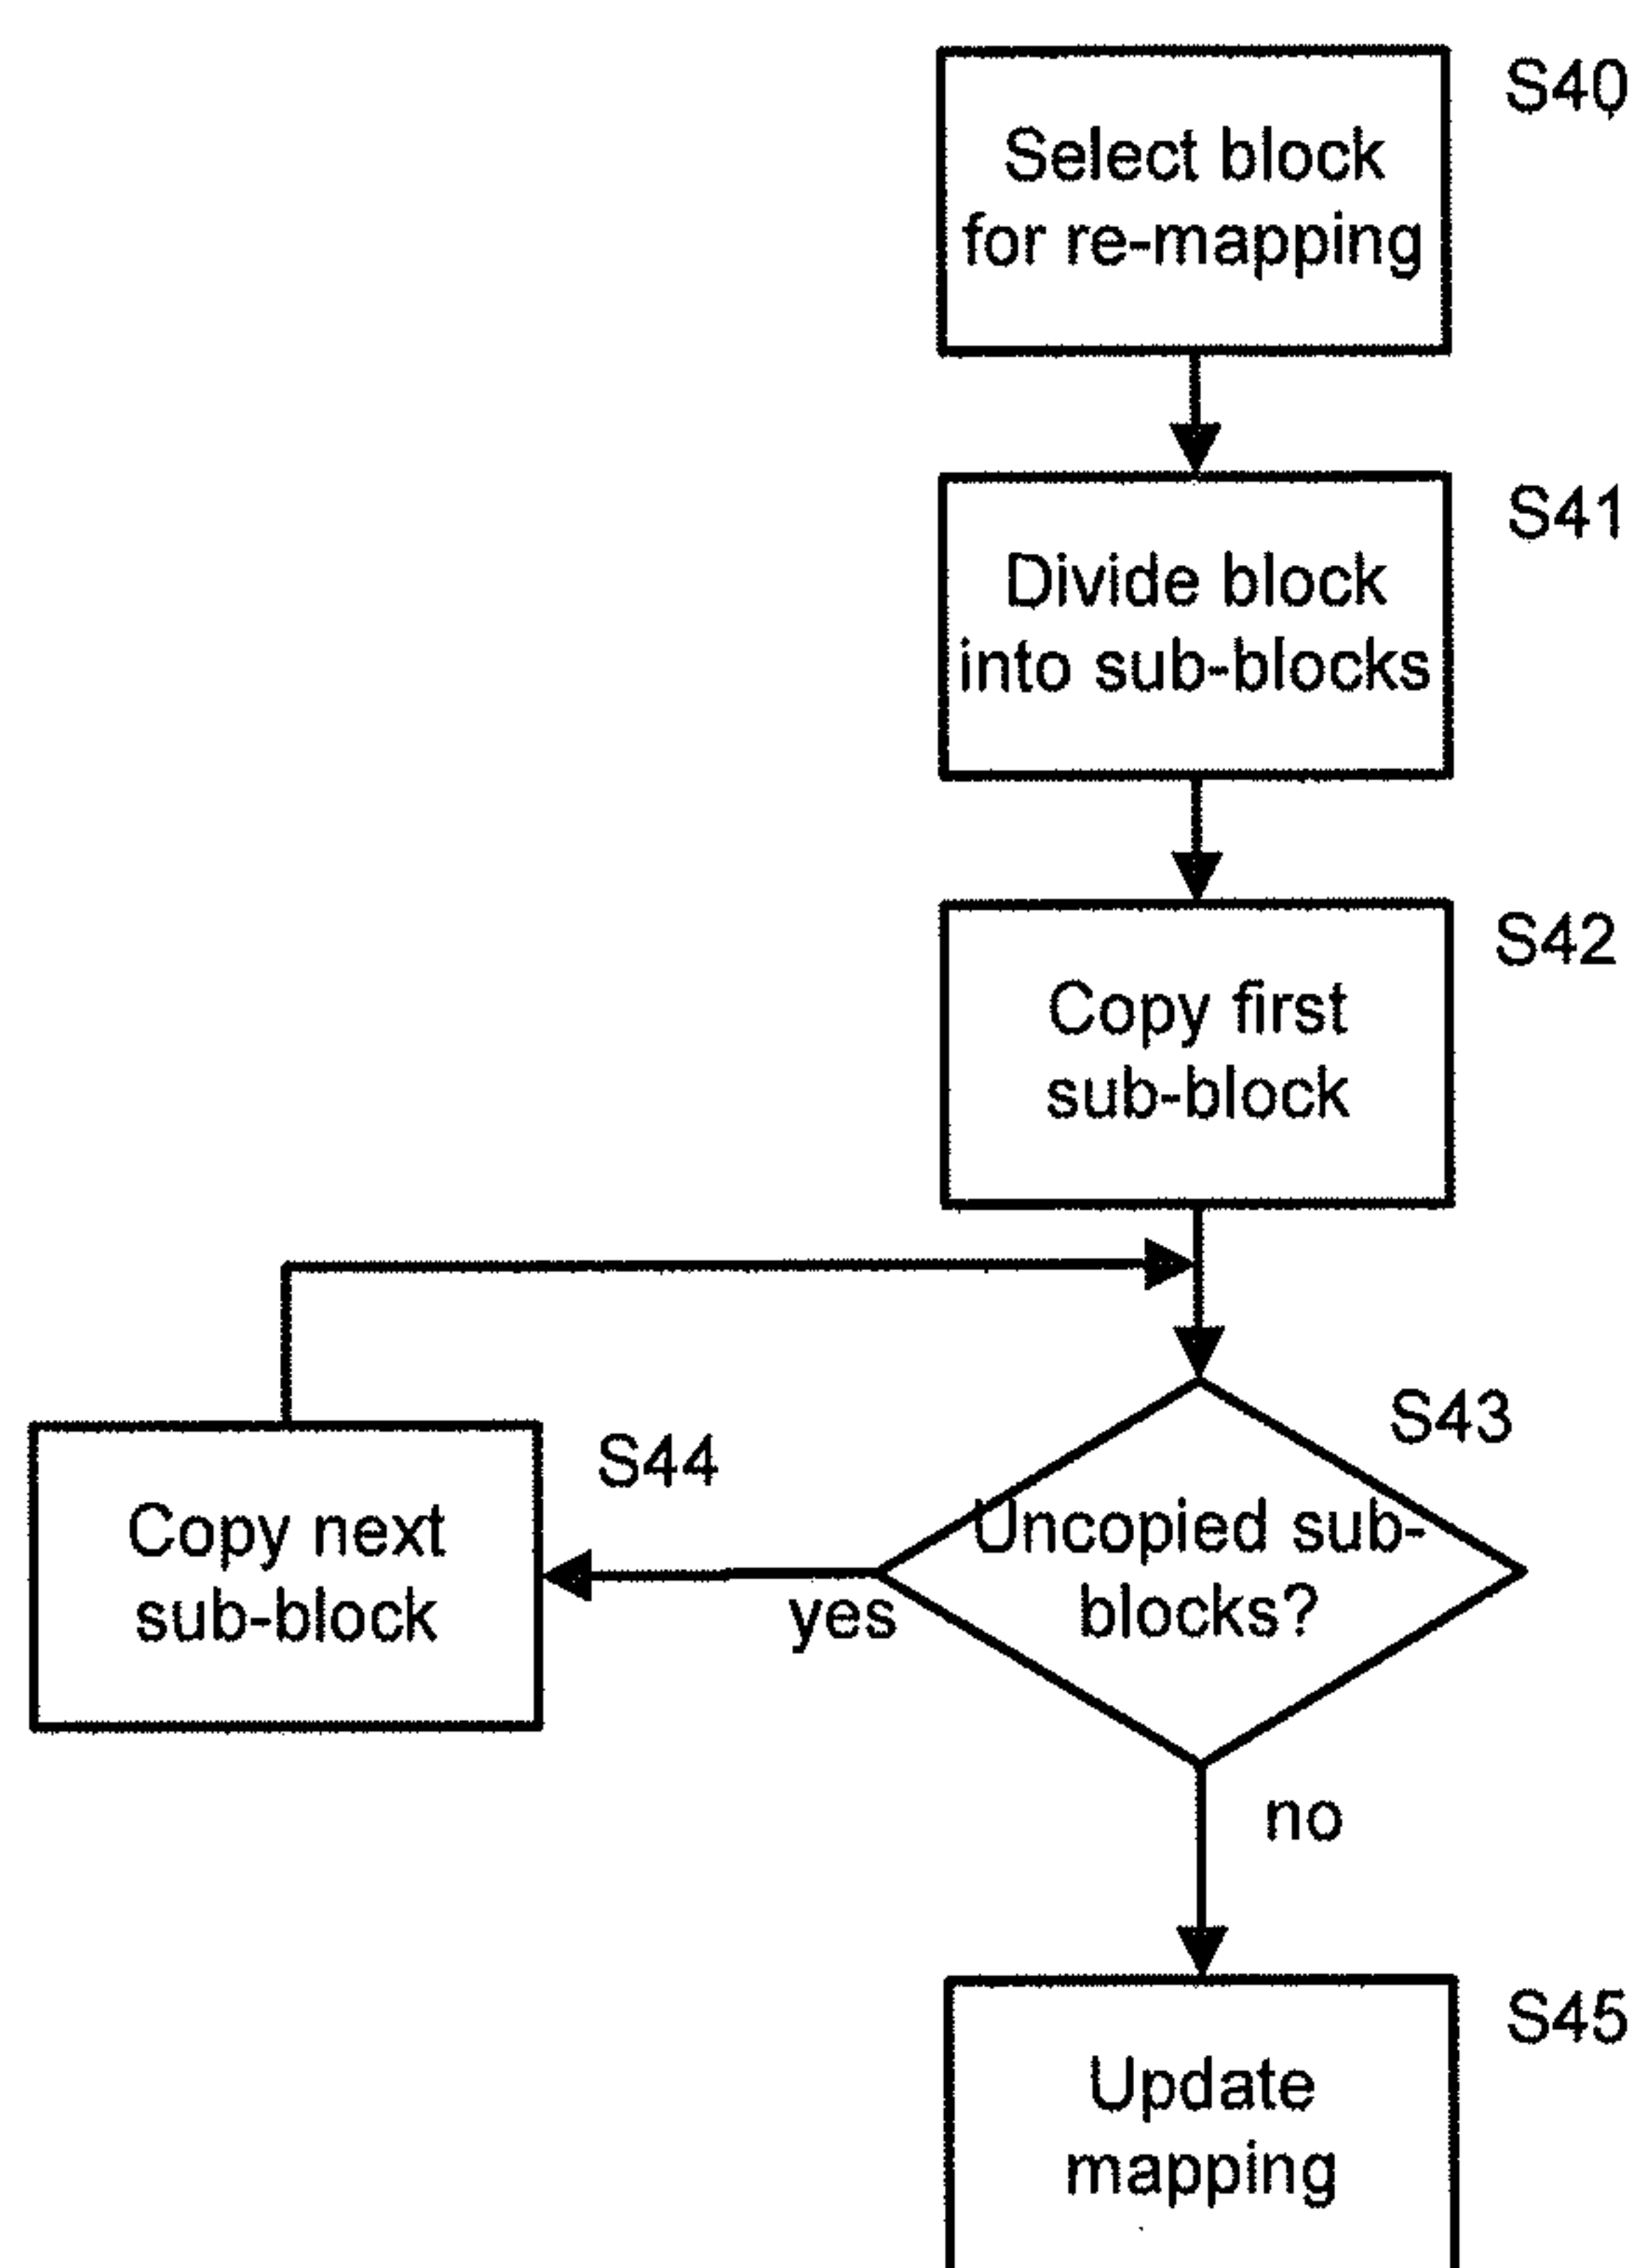 S40
Select block
for re-mapping
S41
Divide block
into sub-blocks
S42
Copy first
sub-block
S43
Uncopied sub-
blocks?
yes
S44
Copy next
sub-block
no
S45
Update
mapping